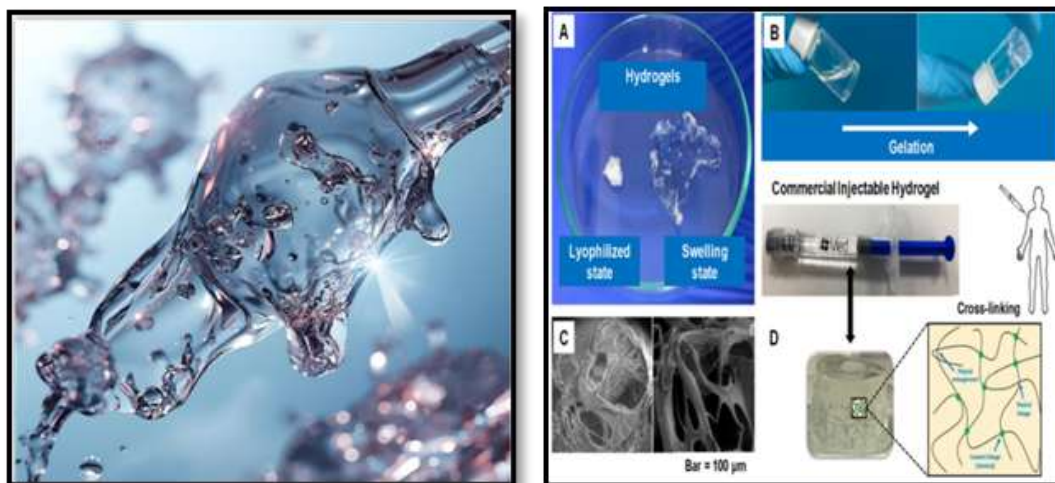 A
Hydrogels
Lyophilized
state
Swelling
state
B
Gelation
Commercial Injectable Hydrogel
Cross-linking
C
Bar = 100 µm
D